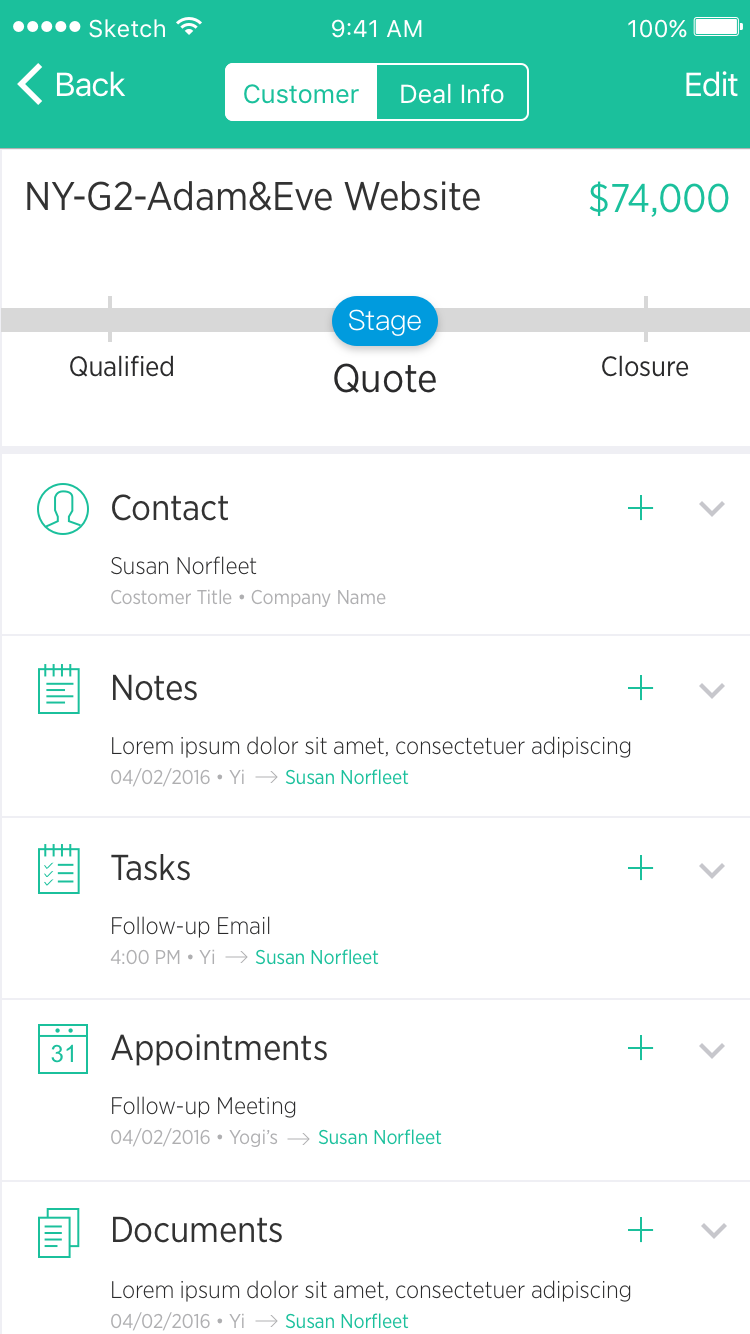 Sketch 9:41 AM 100%
Back Customer Deal Info Edit
NY-G2-Adam&Eve Website $74,000
Stage
Qualified Quote Closure
Contact
Susan Norfleet
Costomer Title • Company Name
Notes
Lorem ipsum dolor sit amet, consectetuer adipiscing
04/02/2016 • Yi → Susan Norfleet
Tasks
Follow-up Email
4:00 PM • Yi → Susan Norfleet
31 Appointments
Follow-up Meeting
04/02/2016 • Yogi’s → Susan Norfleet
Documents
Lorem ipsum dolor sit amet, consectetuer adipiscing
04/02/2016 • Yi → Susan Norfleet